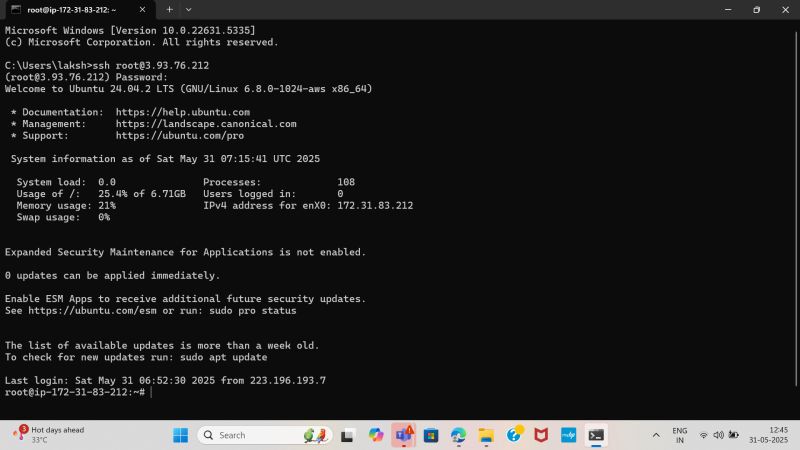 root@ip-172-31-83-212: ~
Microsoft Windows [Version 10.0.22631.5335]
(c) Microsoft Corporation. All rights reserved.
C:\Users\laksh>ssh root@3.93.76.212
(root@3.93.76.212) Password:
Welcome to Ubuntu 24.04.2 LTS (GNU/Linux 6.8.0-1024-aws x86_64)
* Documentation: https://help.ubuntu.com
* Management: https://landscape.canonical.com
* Support: https://ubuntu.com/pro
System information as of Sat May 31 07:15:41 UTC 2025
System load: 0.0 Processes: 108
Usage of /: 25.4% of 6.71GB Users logged in: 0
Memory usage: 21% IPv4 address for enX0: 172.31.83.212
Swap usage: 0%
Expanded Security Maintenance for Applications is not enabled.
0 updates can be applied immediately.
Enable ESM Apps to receive additional future security updates.
See https://ubuntu.com/esm or run: sudo pro status
The list of available updates is more than a week old.
To check for new updates run: sudo apt update
Last login: Sat May 31 06:52:30 2025 from 223.196.193.7
root@ip-172-31-83-212:~#
3
Hot days ahead
33°C
Search
ENG
IN
12:45
31-05-2025